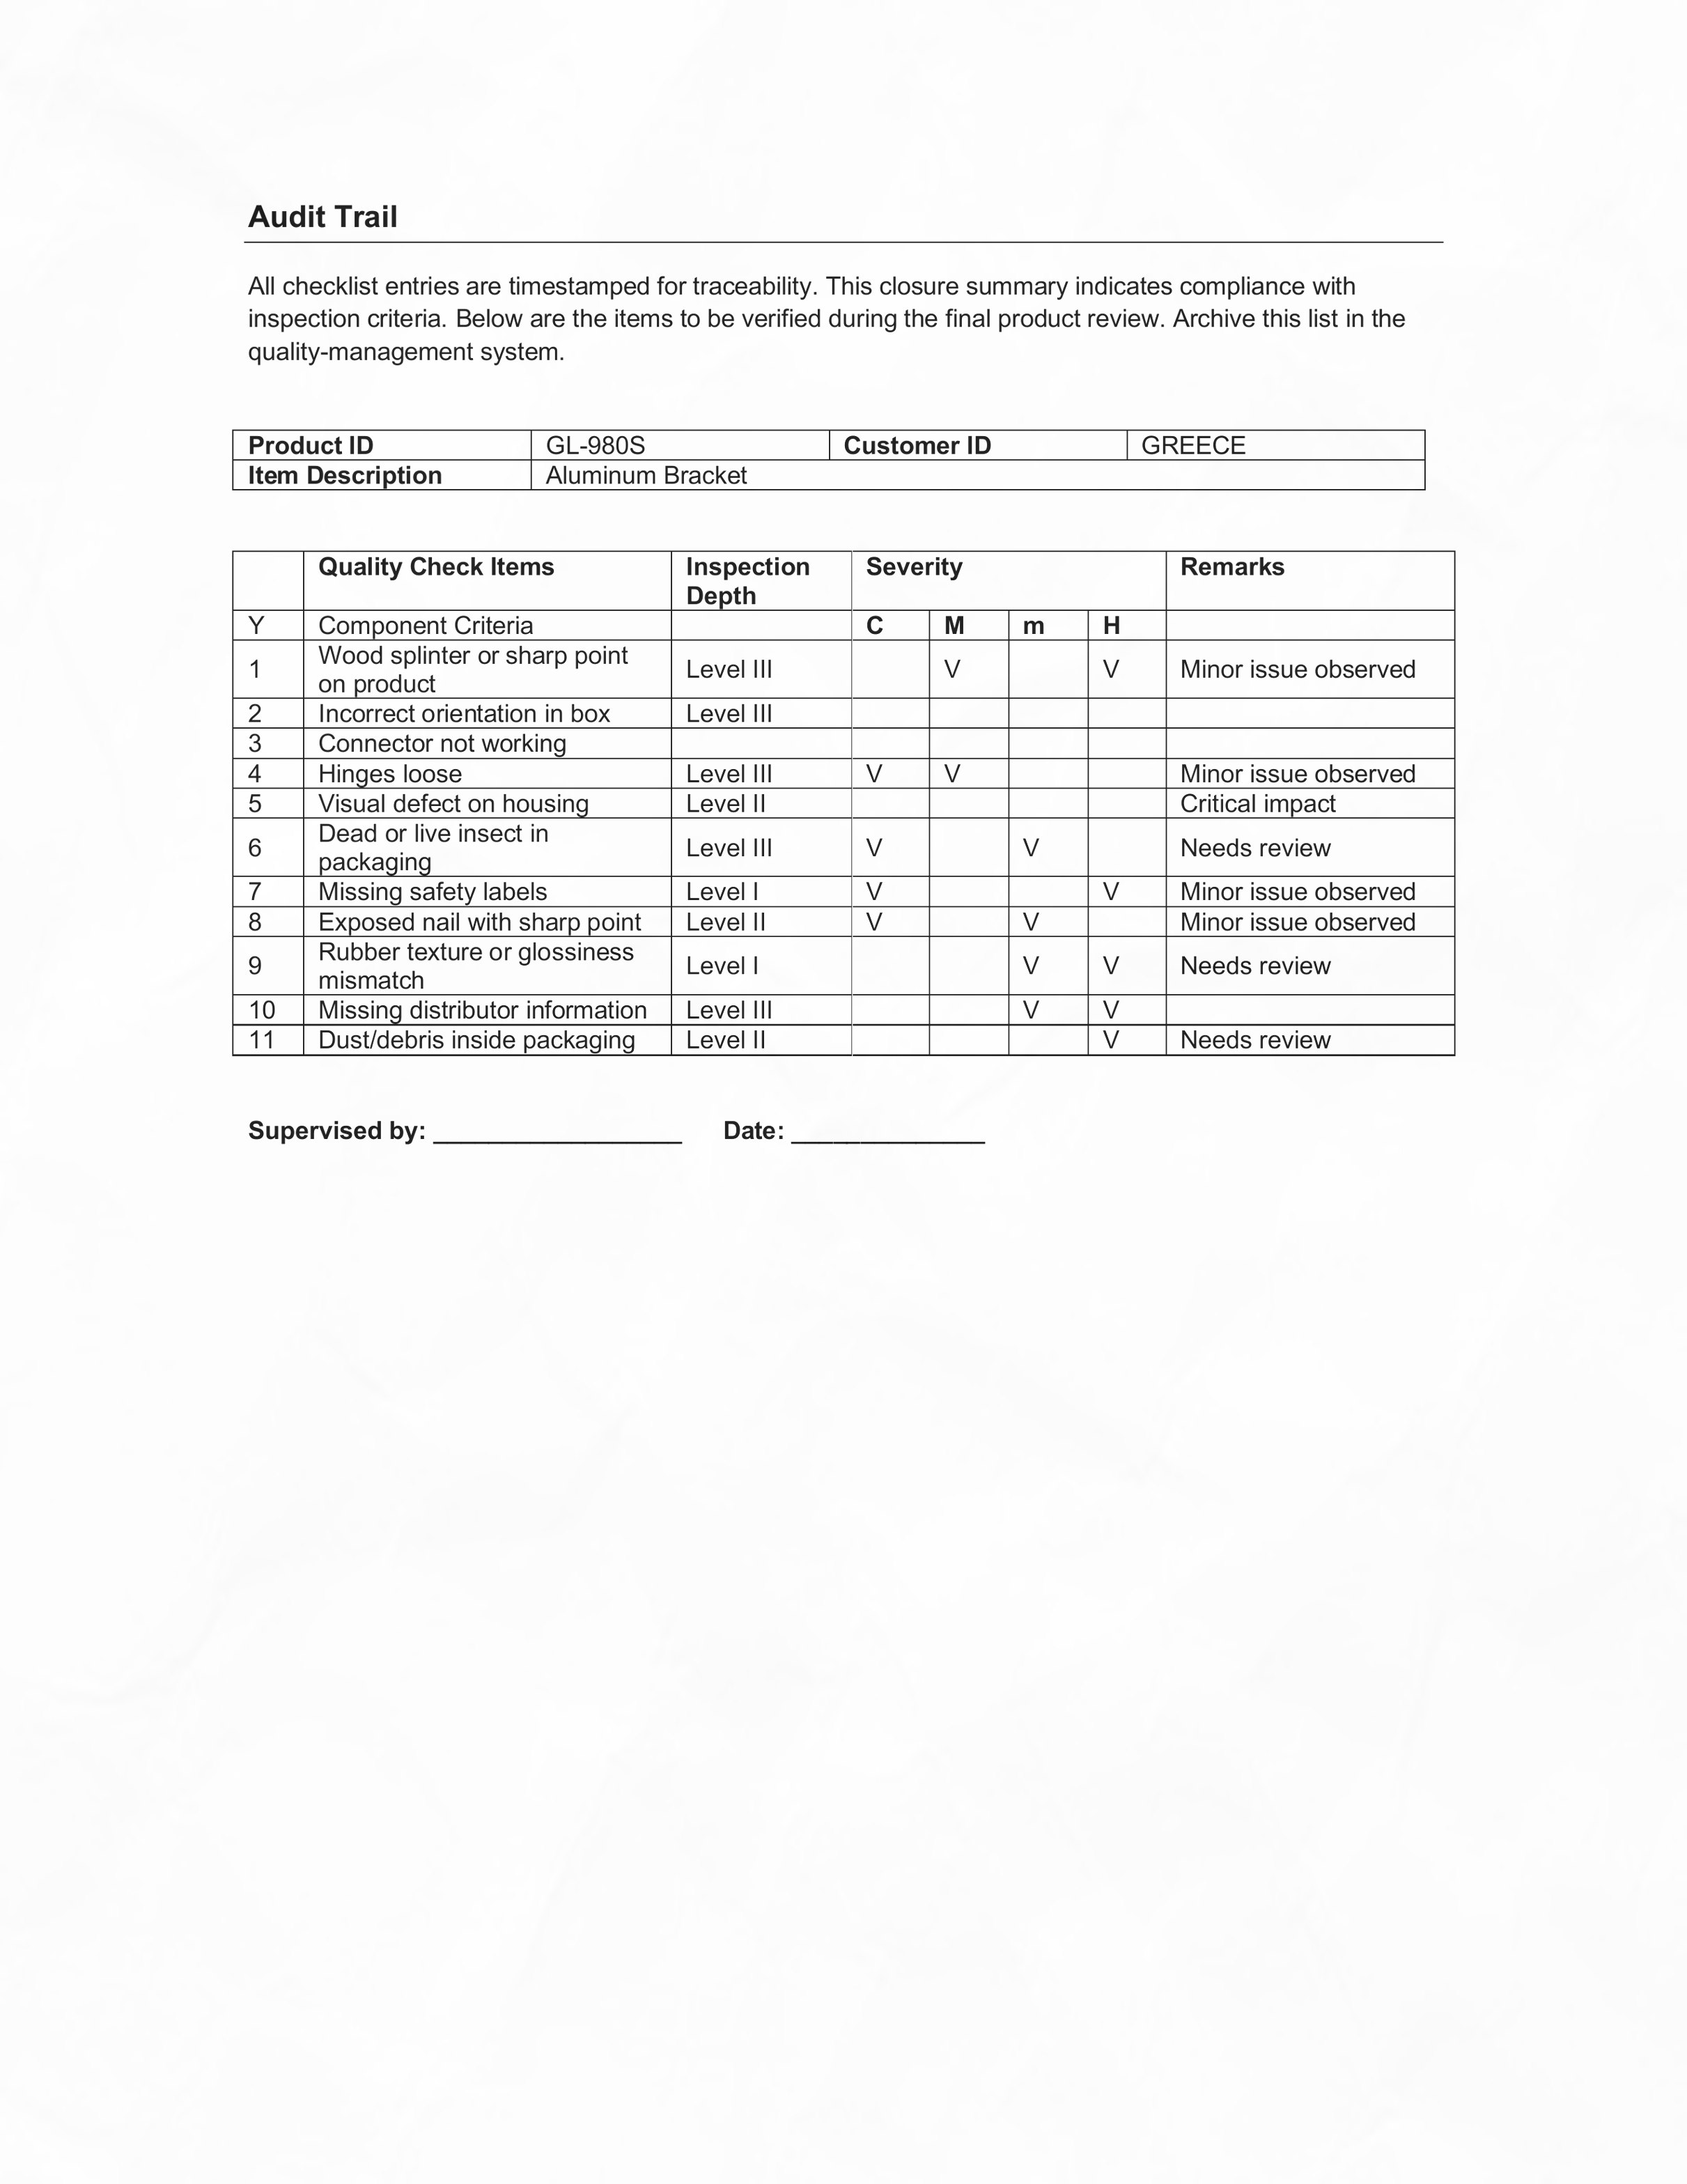 Audit Trail
All checklist entries are timestamped for traceability. This closure summary indicates compliance with
inspection criteria. Below are the items to be verified during the final product review. Archive this list in the
quality-management system.
Product ID GL-980S Customer ID GREECE
Item Description Aluminum Bracket
Quality Check Items Inspection Depth Severity Remarks
Y Component Criteria C M m H
1 Wood splinter or sharp point on product Level III V V Minor issue observed
2 Incorrect orientation in box Level III
3 Connector not working
4 Hinges loose Level III V V Minor issue observed
5 Visual defect on housing Level II Critical impact
6 Dead or live insect in packaging Level III V V Needs review
7 Missing safety labels Level I V V Minor issue observed
8 Exposed nail with sharp point Level II V V Minor issue observed
9 Rubber texture or glossiness mismatch Level I V V Needs review
10 Missing distributor information Level III V V
11 Dust/debris inside packaging Level II V Needs review
Supervised by: __________________ Date: ______________